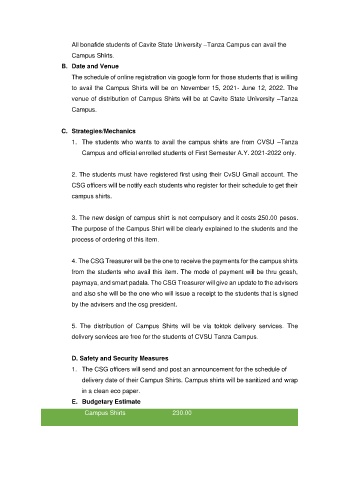 All bonafide students of Cavite State University –Tanza Campus can avail the
Campus Shirts.
B. Date and Venue
The schedule of online registration via google form for those students that is willing
to avail the Campus Shirts will be on November 15, 2021- June 12, 2022. The
venue of distribution of Campus Shirts will be at Cavite State University –Tanza
Campus.
C. Strategies/Mechanics
1. The students who wants to avail the campus shirts are from CVSU –Tanza
Campus and official enrolled students of First Semester A.Y. 2021-2022 only.
2. The students must have registered first using their CvSU Gmail account. The
CSG officers will be notify each students who register for their schedule to get their
campus shirts.
3. The new design of campus shirt is not compulsory and it costs 250.00 pesos.
The purpose of the Campus Shirt will be clearly explained to the students and the
process of ordering of this item.
4. The CSG Treasurer will be the one to receive the payments for the campus shirts
from the students who avail this item. The mode of payment will be thru gcash,
paymaya, and smart padala. The CSG Treasurer will give an update to the advisers
and also she will be the one who will issue a receipt to the students that is signed
by the advisers and the csg president.
5. The distribution of Campus Shirts will be via toktok delivery services. The
delivery services are free for the students of CVSU Tanza Campus.
D. Safety and Security Measures
1. The CSG officers will send and post an announcement for the schedule of
delivery date of their Campus Shirts. Campus shirts will be sanitized and wrap
in a clean eco paper.
E. Budgetary Estimate
Campus Shirts 230.00